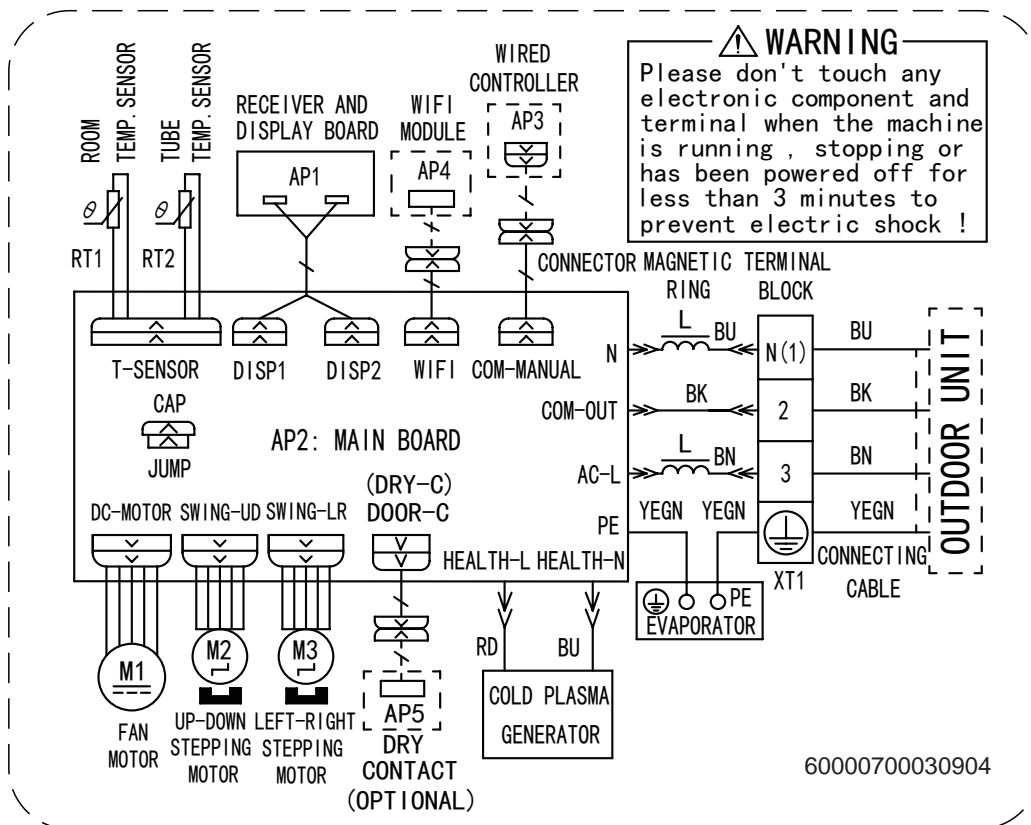 WARNING
Please don't touch any
electronic component and
terminal when the machine
is running , stopping or
has been powered off for
less than 3 minutes to
prevent electric shock !
ROOM
TEMP. SENSOR
TUBE
TEMP. SENSOR
RECEIVER AND
DISPLAY BOARD
WIFI
MODULE
WIRED
CONTROLLER
AP1
AP4
AP3
θ
θ
RT1
RT2
CONNECTOR
MAGNETIC
RING
TERMINAL
BLOCK
T-SENSOR
DISP1
DISP2
WIFI
COM-MANUAL
N
L
BU
N(1)
BU
CAP
JUMP
AP2: MAIN BOARD
COM-OUT
BK
2
BK
AC-L
L
BN
3
BN
OUTDOOR UNIT
(DRY-C)
DOOR-C
DC-MOTOR
SWING-UD
SWING-LR
PE
YEGN
YEGN
YEGN
HEALTH-L
HEALTH-N
XT1
CONNECTING
CABLE
PE
EVAPORATOR
M1
M2
M3
RD
BU
AP5
COLD PLASMA
GENERATOR
FAN
MOTOR
UP-DOWN
STEPPING
MOTOR
LEFT-RIGHT
STEPPING
MOTOR
DRY
CONTACT
(OPTIONAL)
60000700030904